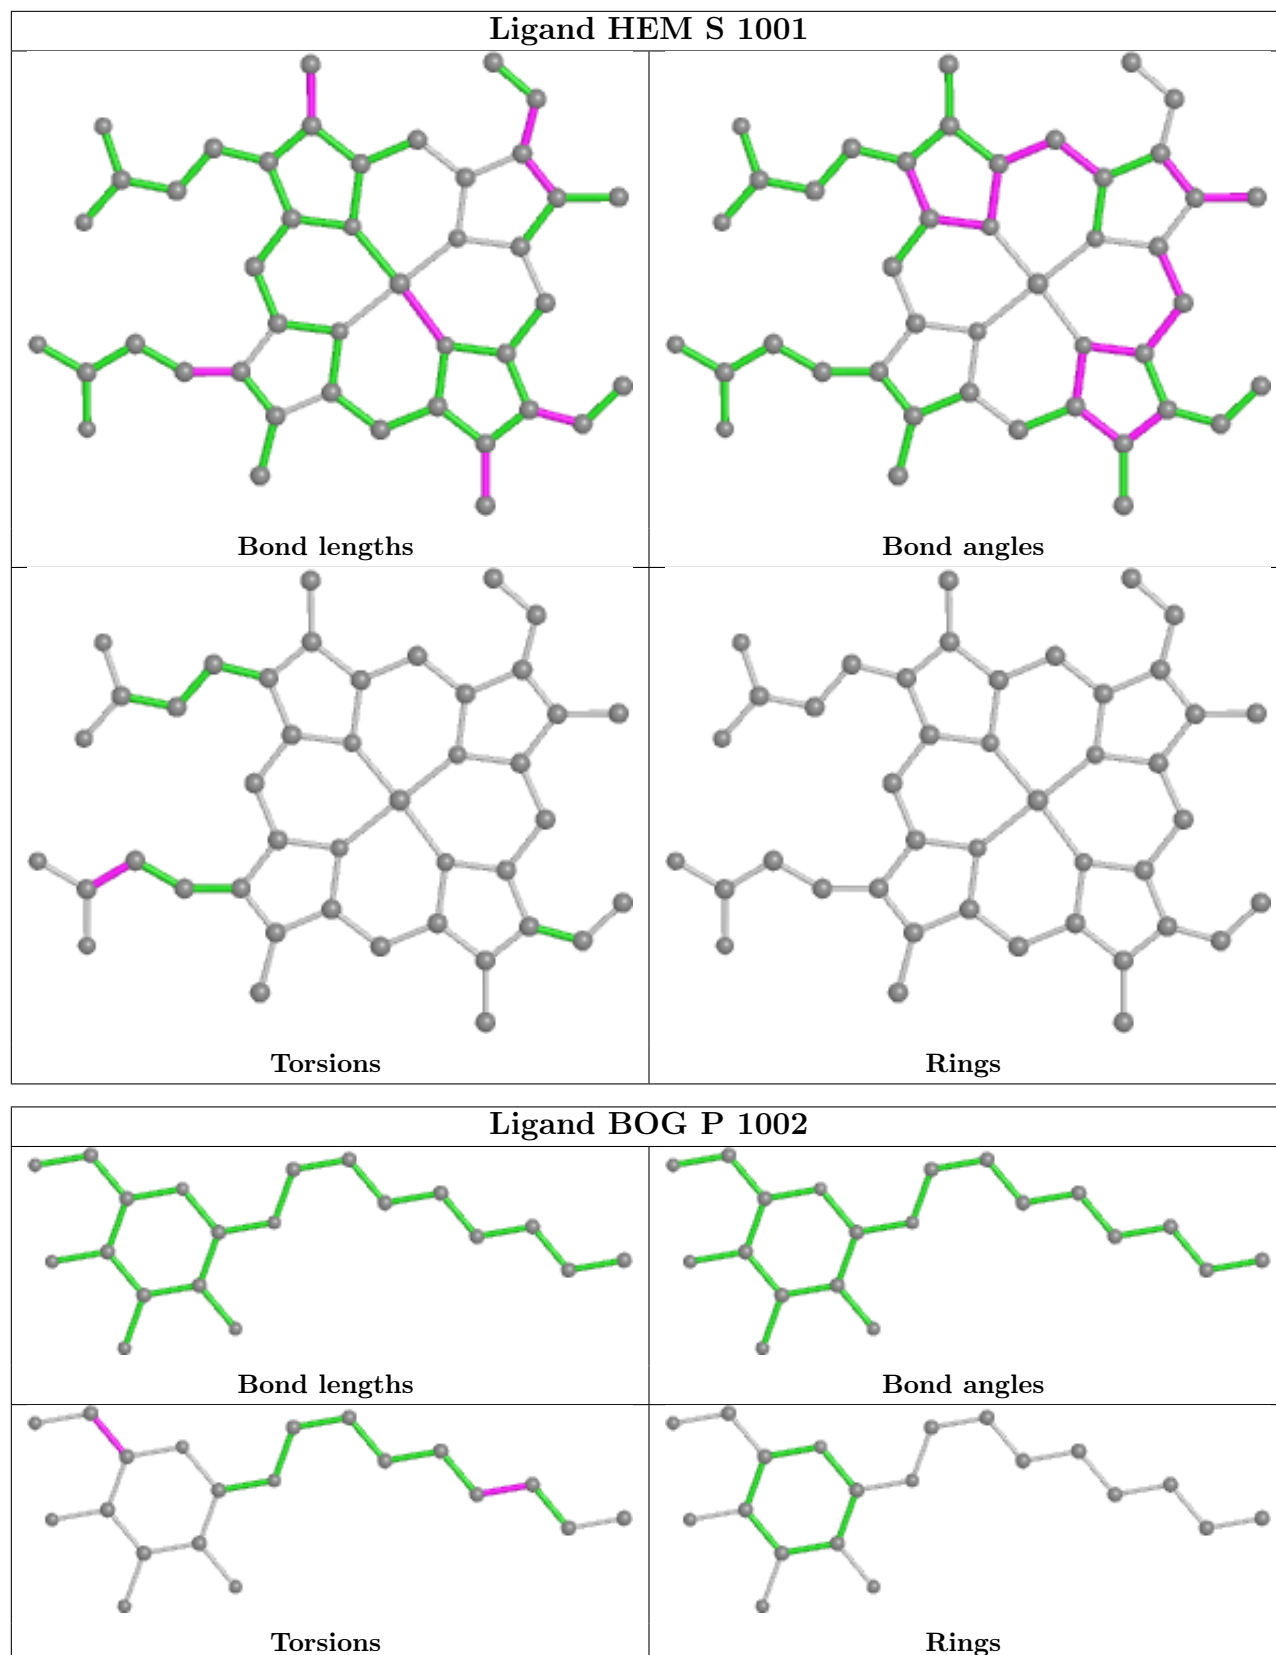 Ligand HEM S 1001
Bond lengths
Bond angles
Torsions
Rings
Ligand BOG P 1002
Bond lengths
Bond angles
Torsions
Rings